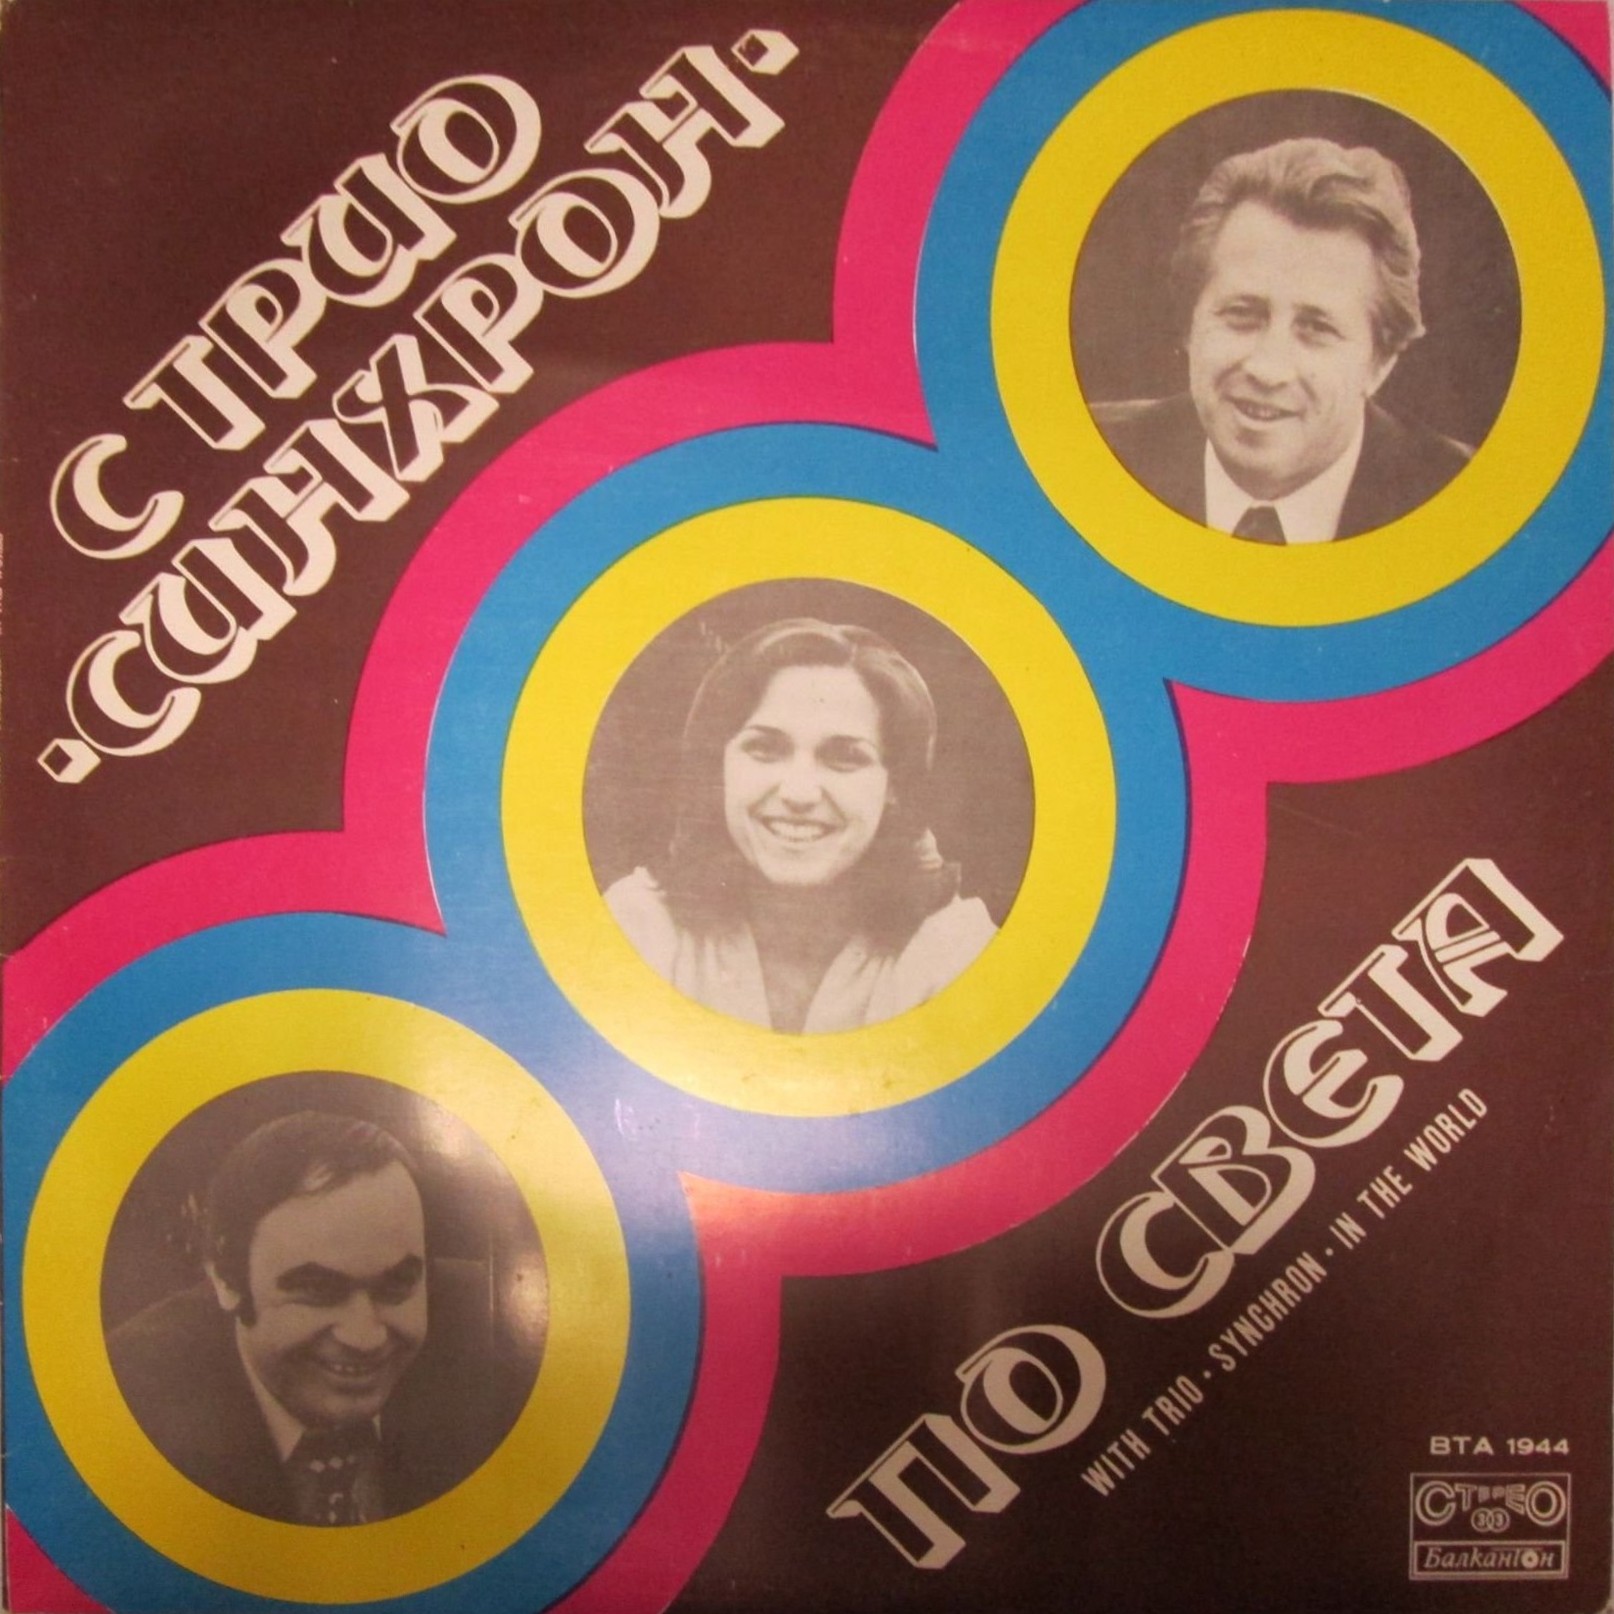 С ТРИО
•СИНХРОН•
ПО СВЕТА
WITH TRIO • SYNCHRON • IN THE WORLD
ВТА 1944
СТЕРЕО
33
Балкантон